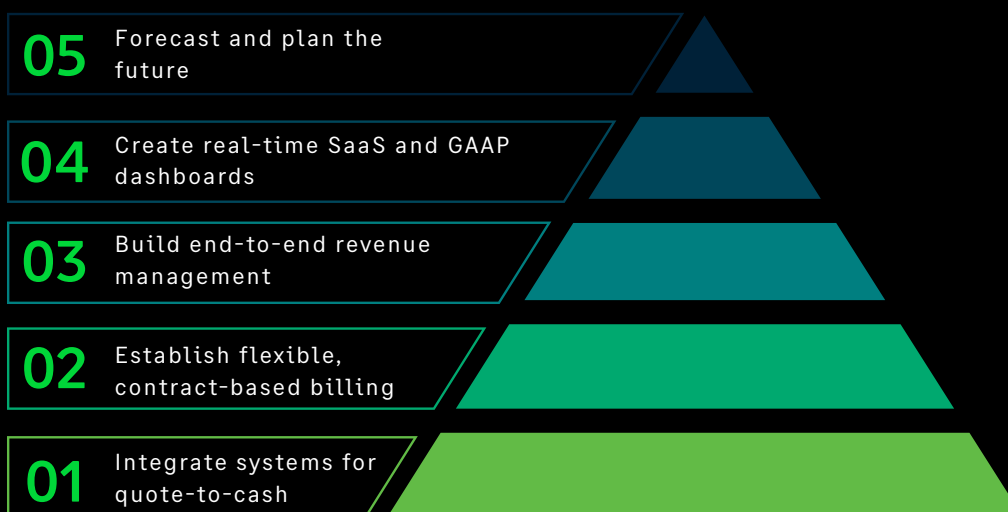 05
Forecast and plan the
future
04
Create real-time SaaS and GAAP
dashboards
03
Build end-to-end revenue
management
02
Establish flexible,
contract-based billing
01
Integrate systems for
quote-to-cash